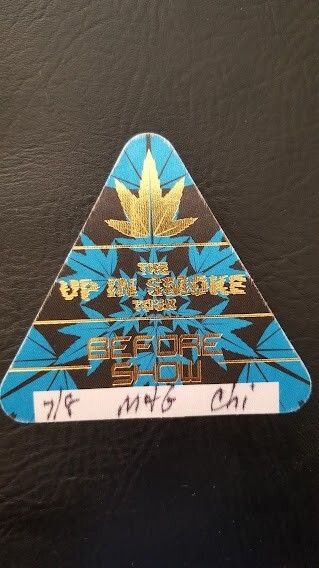 THE
UP IN SMOKE
TOUR
BEFORE
SHOW
7/8 M+G Chi